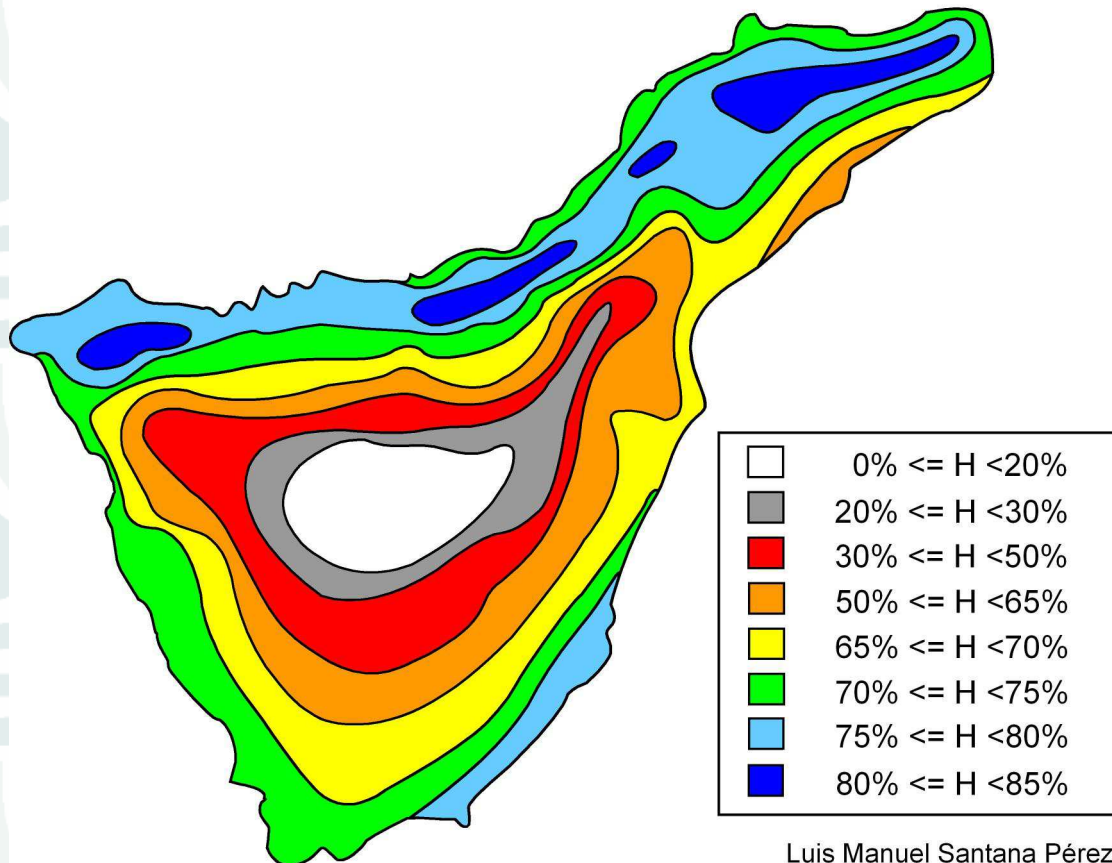 0% <= H <20%
20% <= H <30%
30% <= H <50%
50% <= H <65%
65% <= H <70%
70% <= H <75%
75% <= H <80%
80% <= H <85%
Luis Manuel Santana Pérez